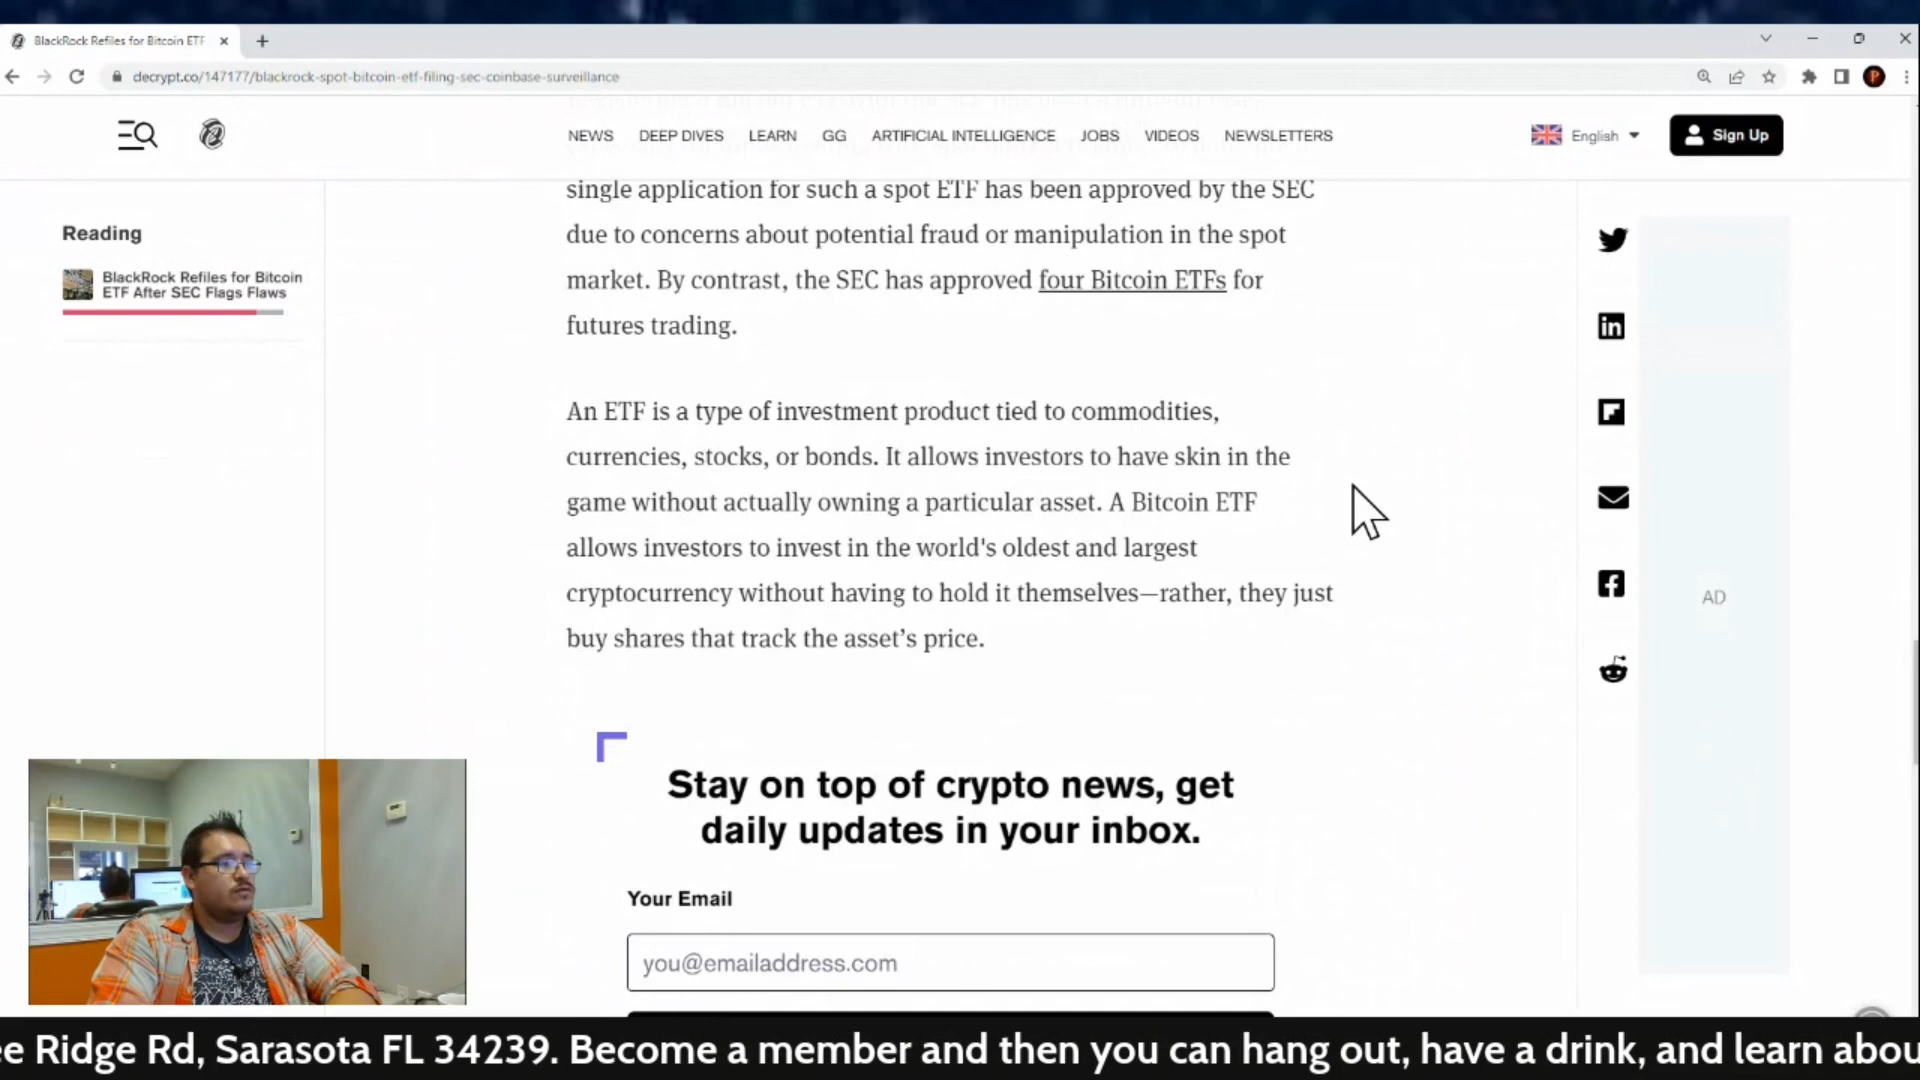 BlackRock Refiles for Bitcoin ETF
decrypt.co/147177/blackrock-spot-bitcoin-etf-filing-sec-coinbase-surveillance
P
NEWS DEEP DIVES LEARN GG ARTIFICIAL INTELLIGENCE JOBS VIDEOS NEWSLETTERS
English
Sign Up
Reading
BlackRock Refiles for Bitcoin
ETF After SEC Flags Flaws
single application for such a spot ETF has been approved by the SEC
due to concerns about potential fraud or manipulation in the spot
market. By contrast, the SEC has approved four Bitcoin ETFs for
futures trading.
An ETF is a type of investment product tied to commodities,
currencies, stocks, or bonds. It allows investors to have skin in the
game without actually owning a particular asset. A Bitcoin ETF
allows investors to invest in the world's oldest and largest
cryptocurrency without having to hold it themselves—rather, they just
buy shares that track the asset’s price.
AD
Stay on top of crypto news, get
daily updates in your inbox.
Your Email
you@emailaddress.com
ee Ridge Rd, Sarasota FL 34239. Become a member and then you can hang out, have a drink, and learn abou